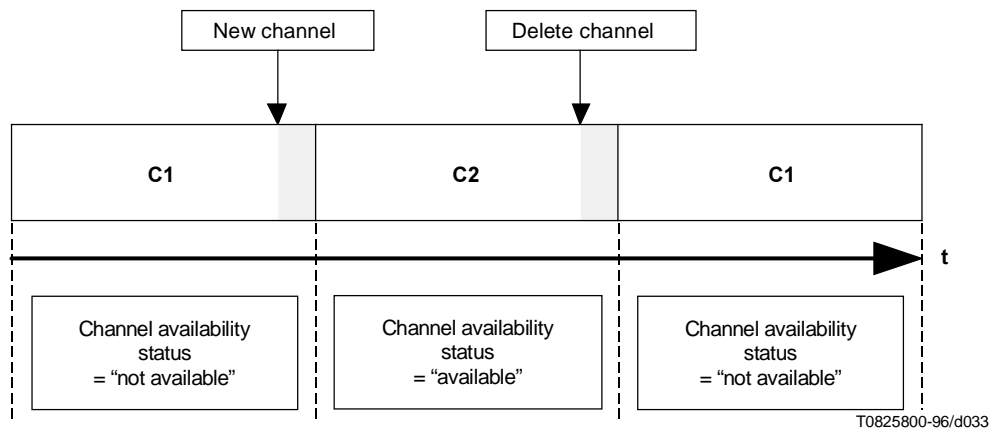 New channel
Delete channel
C1
C2
C1
t
Channel availability
status
= “not available”
Channel availability
status
= “available”
Channel availability
status
= “not available”
T0825800-96/d033